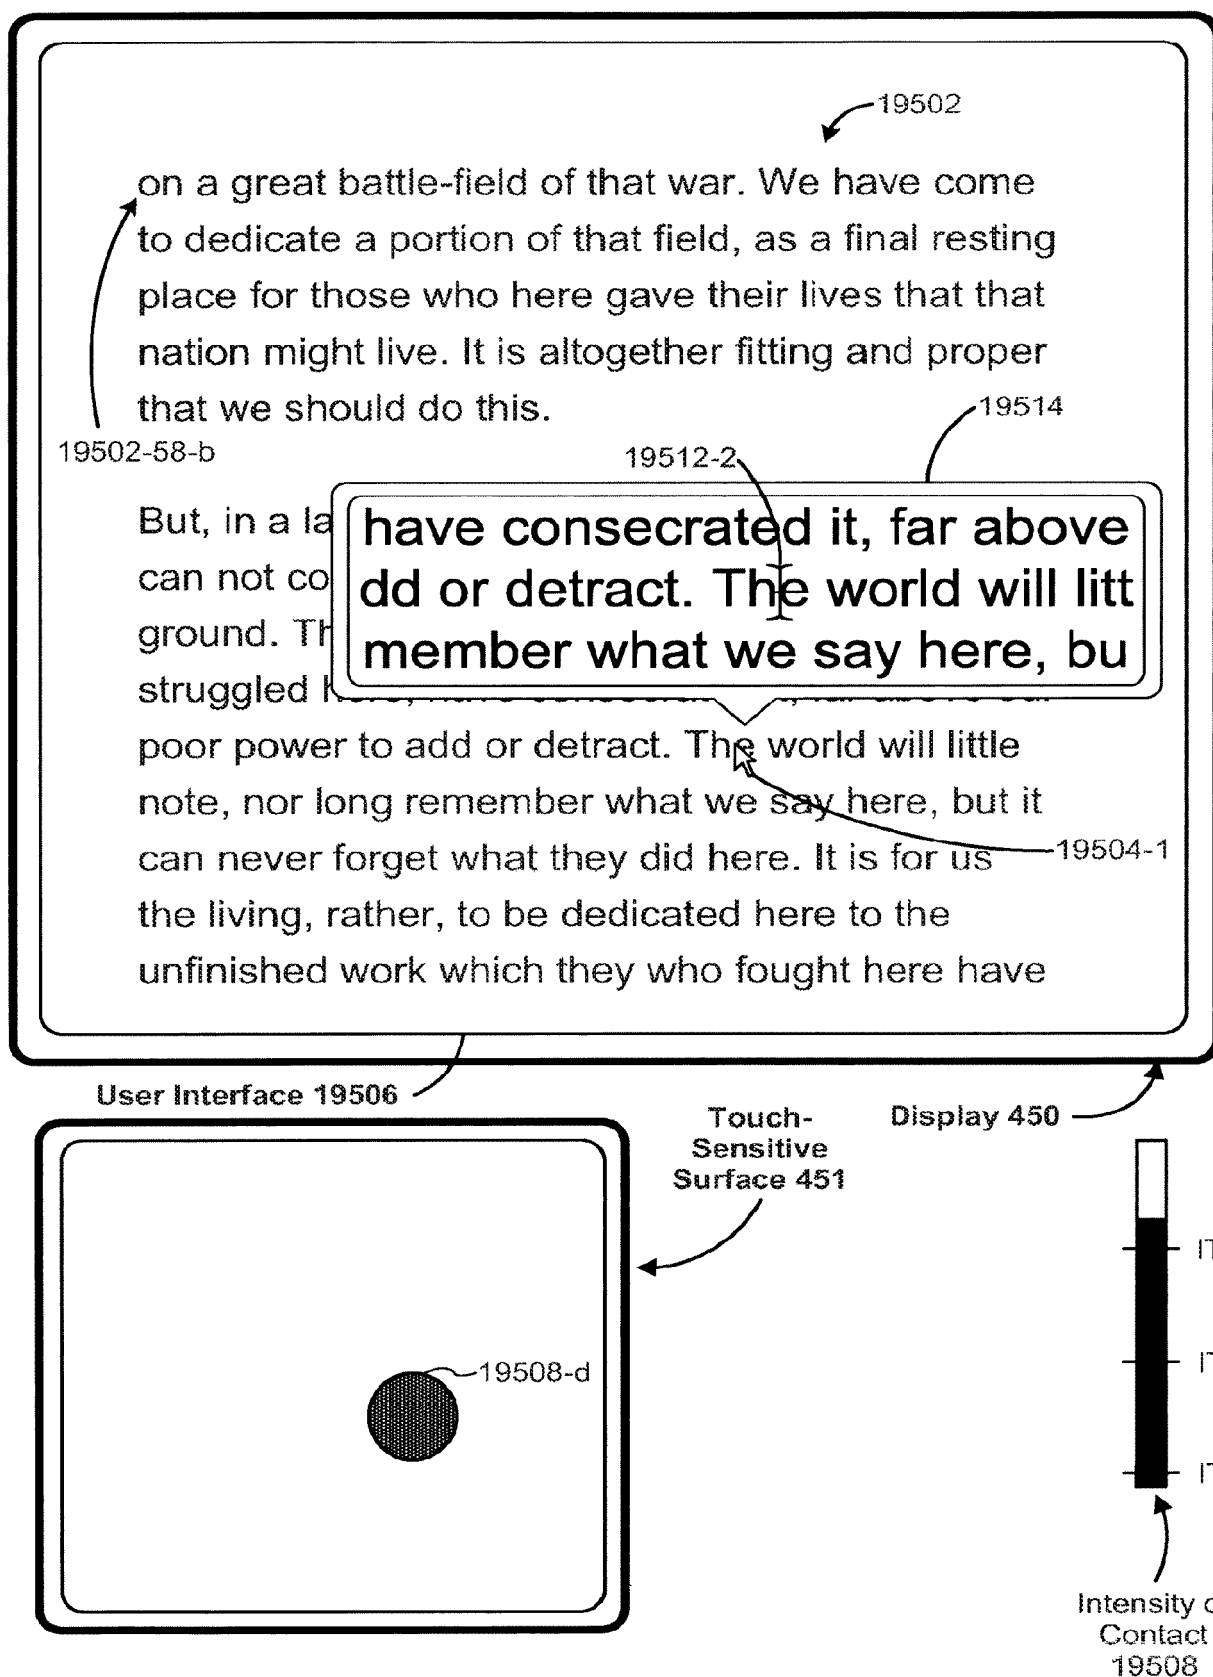 19502
on a great battle-field of that war. We have come
to dedicate a portion of that field, as a final resting
place for those who here gave their lives that that
nation might live. It is altogether fitting and proper
that we should do this.
19502-58-b
19514
19512-2
But, in a la
can not co
ground. Th
struggled
have consecrated it, far above
dd or detract. The world will litt
member what we say here, bu
poor power to add or detract. The world will little
note, nor long remember what we say here, but it
can never forget what they did here. It is for us
19504-1
the living, rather, to be dedicated here to the
unfinished work which they who fought here have
User Interface 19506
Touch-
Sensitive
Surface 451
Display 450
19508-d
IT
IT
IT
Intensity o
Contact
19508